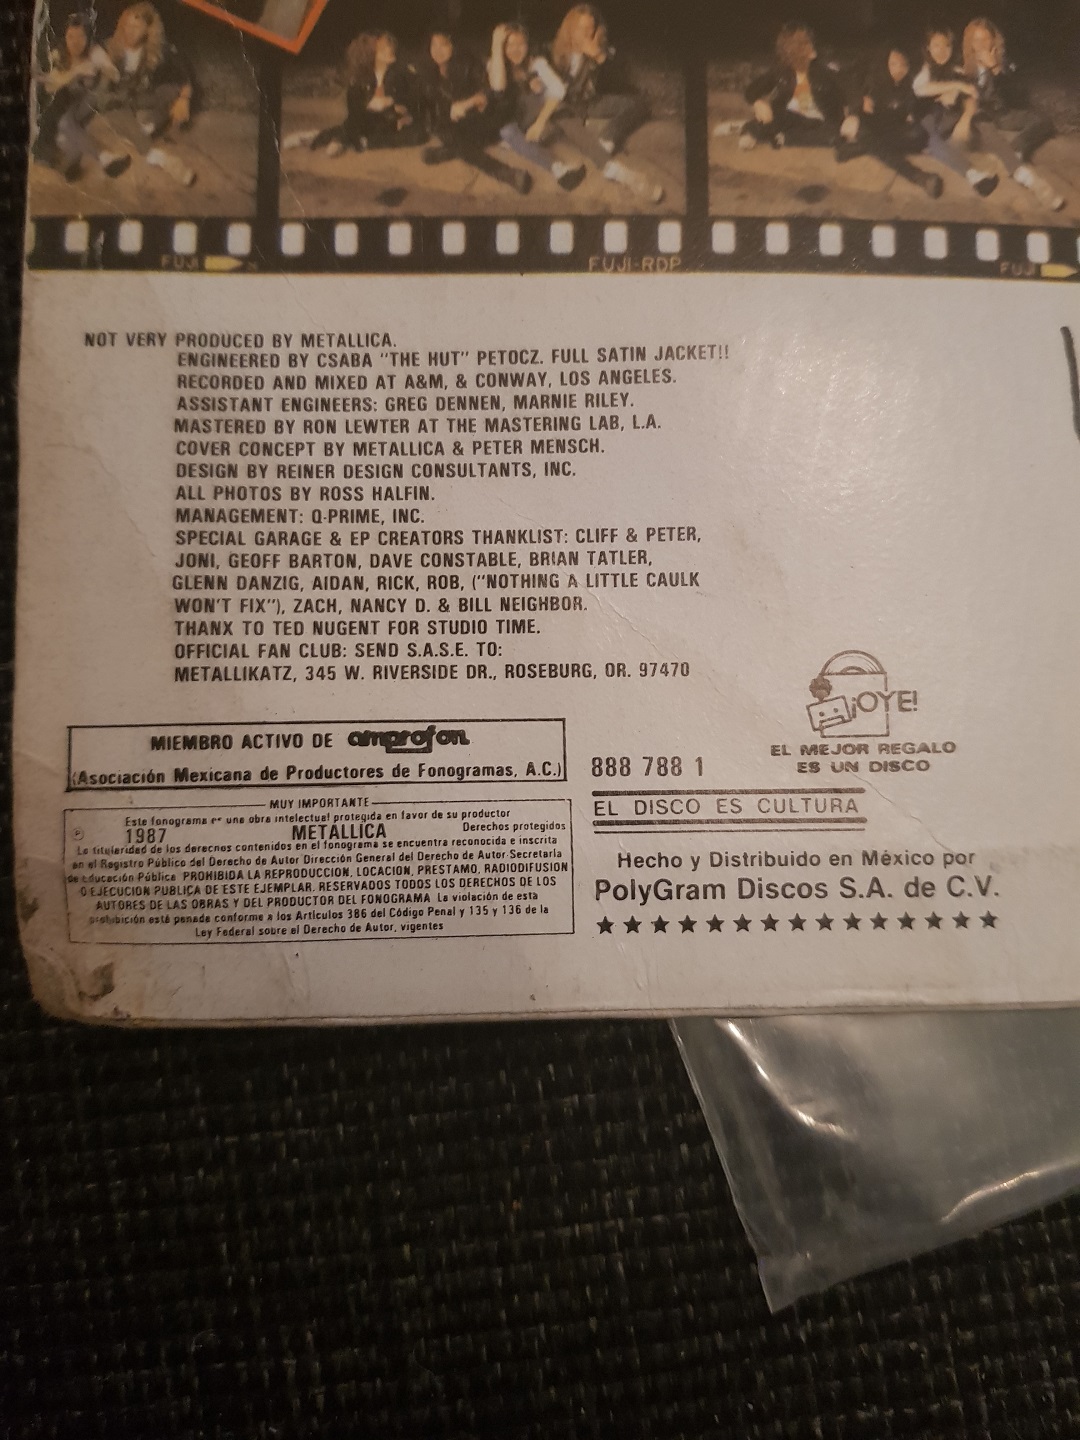 FUJI
FUJI-RDP
FUJI
NOT VERY PRODUCED BY METALLICA.
ENGINEERED BY CSABA "THE HUT" PETOCZ. FULL SATIN JACKET!!
RECORDED AND MIXED AT A&M, & CONWAY, LOS ANGELES.
ASSISTANT ENGINEERS: GREG DENNEN, MARNIE RILEY.
MASTERED BY RON LEWTER AT THE MASTERING LAB, L.A.
COVER CONCEPT BY METALLICA & PETER MENSCH.
DESIGN BY REINER DESIGN CONSULTANTS, INC.
ALL PHOTOS BY ROSS HALFIN.
MANAGEMENT: Q-PRIME, INC.
SPECIAL GARAGE & EP CREATORS THANKLIST: CLIFF & PETER,
JONI, GEOFF BARTON, DAVE CONSTABLE, BRIAN TATLER,
GLENN DANZIG, AIDAN, RICK, ROB, ("NOTHING A LITTLE CAULK
WON'T FIX"), ZACH, NANCY D. & BILL NEIGHBOR.
THANX TO TED NUGENT FOR STUDIO TIME.
OFFICIAL FAN CLUB: SEND S.A.S.E. TO:
METALLIKATZ, 345 W. RIVERSIDE DR., ROSEBURG, OR. 97470
MIEMBRO ACTIVO DE amprofon
(Asociación Mexicana de Productores de Fonogramas, A.C.)
MUY IMPORTANTE
Este fonograma es una obra intelectual protegida en favor de su productor
℗ 1987 METALLICA Derechos protegidos
La titularidad de los derechos contenidos en el fonograma se encuentra reconocida e inscrita
en el Registro Público del Derecho de Autor Dirección General del Derecho de Autor-Secretaria
de Educación Pública PROHIBIDA LA REPRODUCCION, LOCACION, PRESTAMO, RADIODIFUSION
O EJECUCION PUBLICA DE ESTE EJEMPLAR. RESERVADOS TODOS LOS DERECHOS DE LOS
AUTORES DE LAS OBRAS Y DEL PRODUCTOR DEL FONOGRAMA La violación de esta
prohibición está penada conforme a los Artículos 386 del Código Penal y 135 y 136 de la
Ley Federal sobre el Derecho de Autor, vigentes
¡OYE!
EL MEJOR REGALO
ES UN DISCO
888 788 1
EL DISCO ES CULTURA
Hecho y Distribuido en México por
PolyGram Discos S.A. de C.V.
★★★★★★★★★★★★★★★